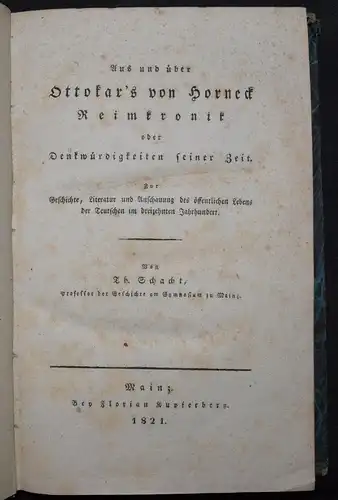 Aus und über
Ottokar's von Horneck
Reimkronik
oder
Denkwürdigkeiten seiner Zeit.
Zur
Geschichte, Literatur und Anschauung des öffentlichen Lebens
der Teutschen im dreizehnten Jahrhundert.
Von
Th. Schacht,
Professor der Geschichte am Gymnasium zu Mainz.
Mainz,
Bey Florian Kupferberg.
1821.